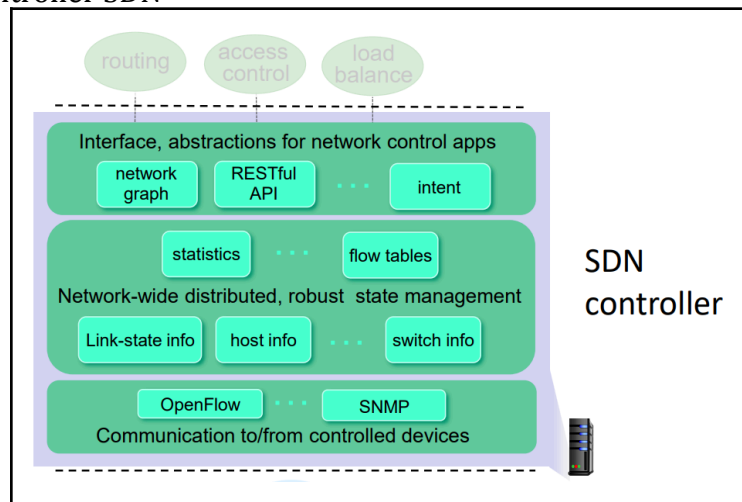 ntroller SDN
routing
access
control
load
balance
Interface, abstractions for network control apps
network
graph
RESTful
API
. . .
intent
statistics
. . .
flow tables
Network-wide distributed, robust state management
Link-state info
host info
. . .
switch info
OpenFlow
. . .
SNMP
Communication to/from controlled devices
SDN
controller